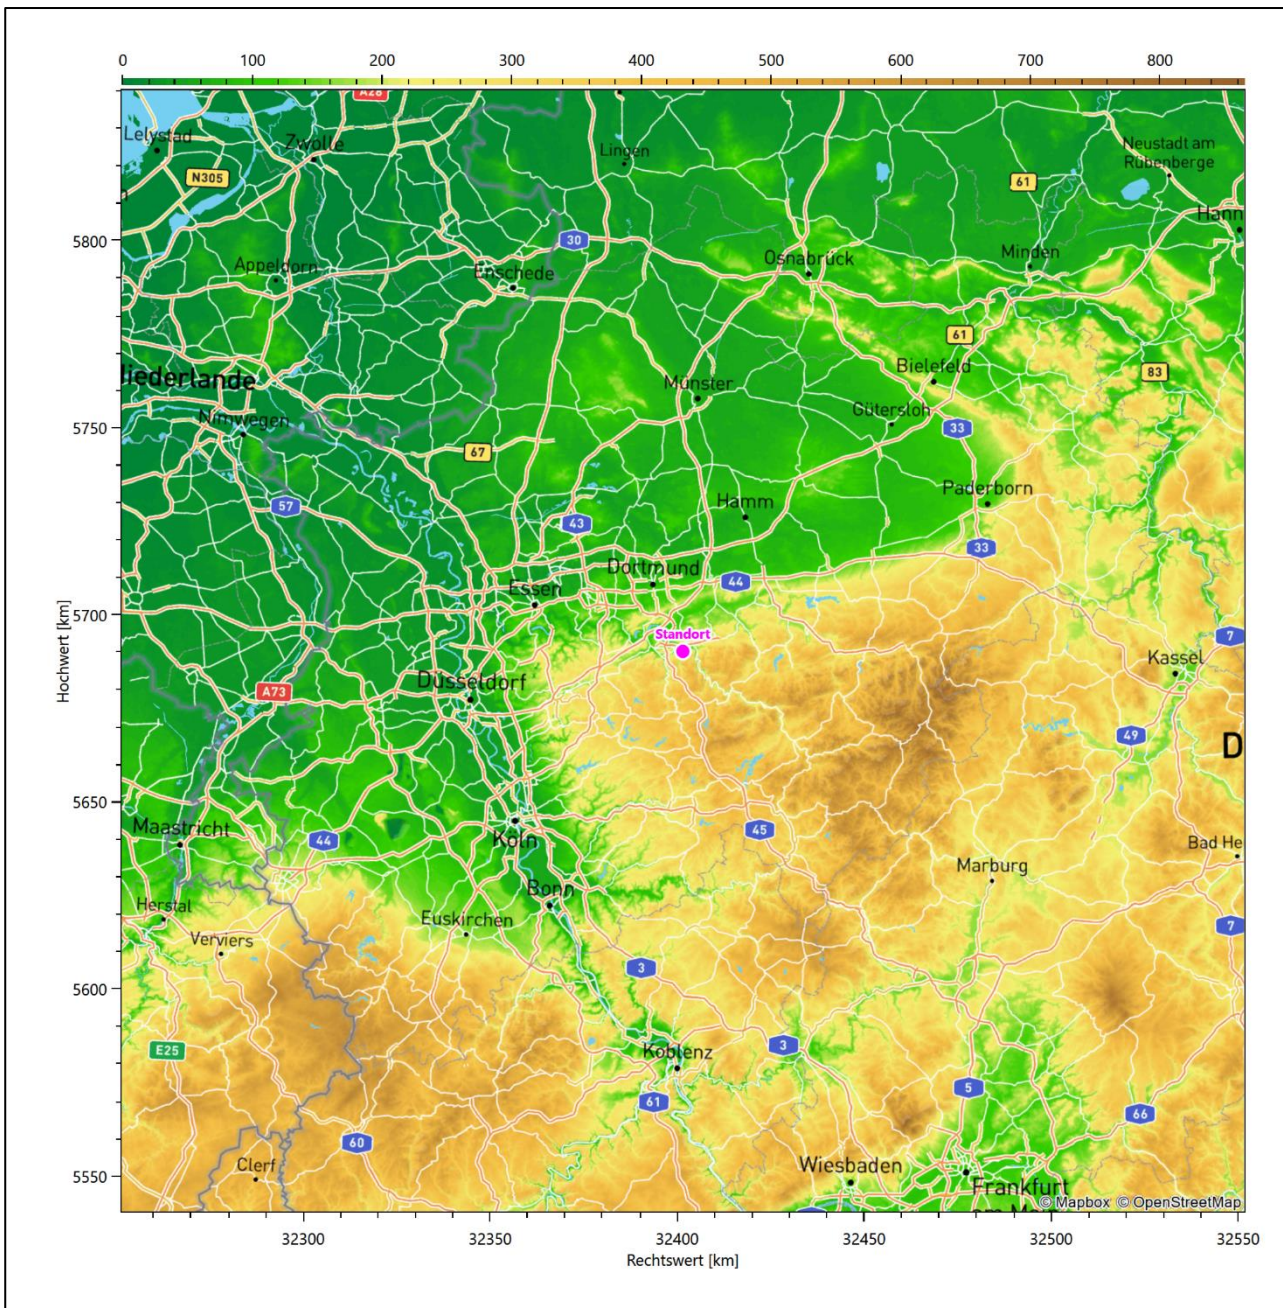 0 100 200 300 400 500 600 700 800
A28
Lelystad
Zwolle
Lingen
Neustadt am
Rübenberge
N305
61
Hann
5800
30
Appeldorn
Enschede
Osnabrück
Minden
61
Niederlande
Münster
Bielefeld
83
Gütersloh
Nimwegen
5750
33
67
Hamm
Paderborn
57
43
33
Essen
Dortmund
44
5700
Standort
7
Kassel
Düsseldorf
A73
49
D
Hochwert [km]
5650
Maastricht
44
Köln
45
Bad He
Marburg
Bonn
Herstal
Euskirchen
Verviers
7
3
5600
E25
Koblenz
3
61
5
66
60
Clerf
Wiesbaden
5550
Frankfurt
© Mapbox © OpenStreetMap
am Main
32300 32350 32400 32450 32500 32550
Rechtswert [km]